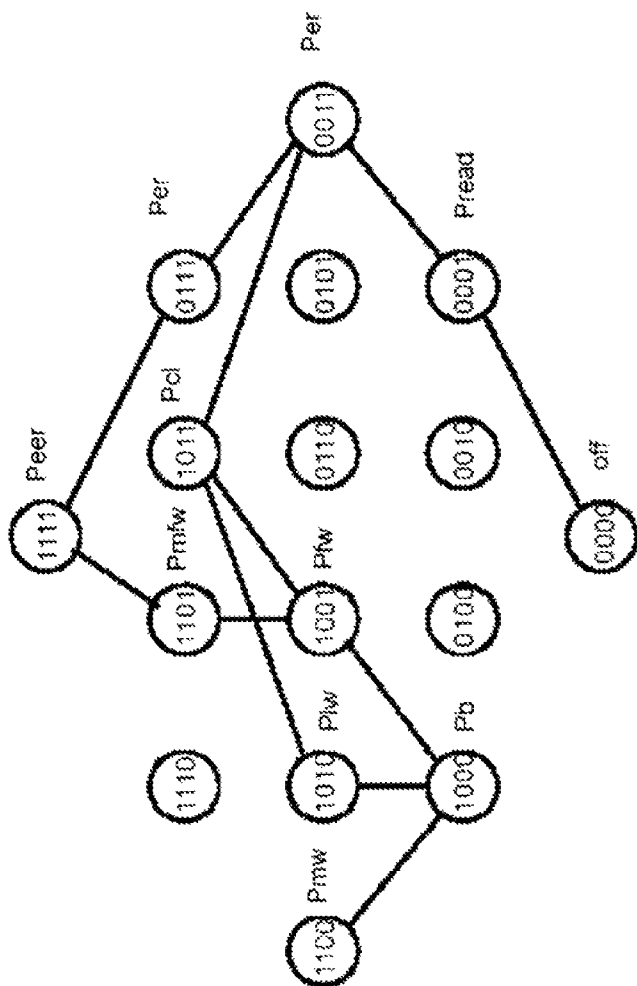 1111 Peer
1110 1101 Pmfw 1011 Pcl 0111 Per
1100 Pmw 1010 Plw 1001 Pfw 0110 0101 0011 Per
1000 Pb 0100 0010 0001 Pread
0000 off